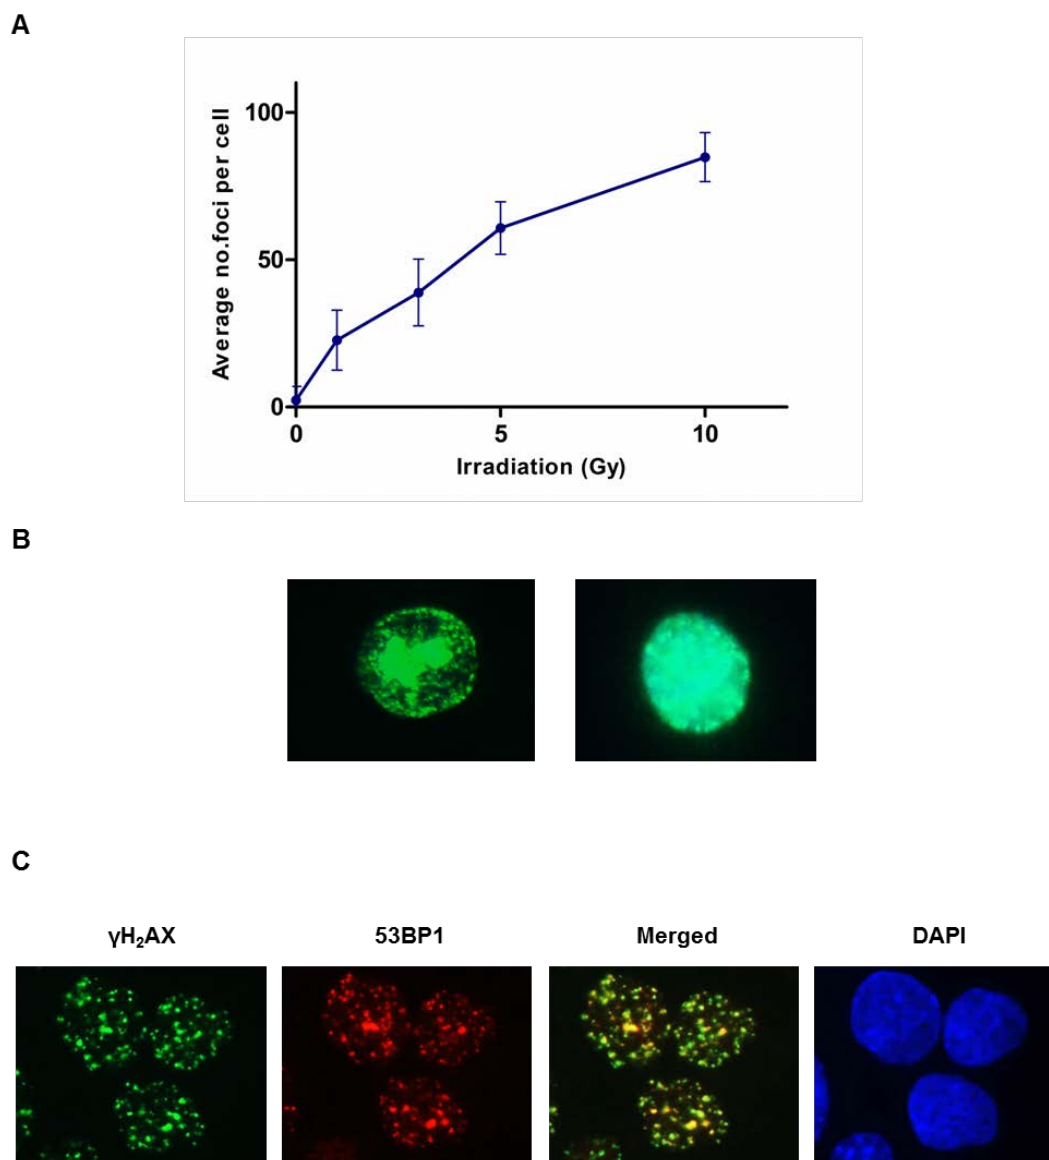 A
Average no.foci per cell
100
50
0
0 5 10
Irradiation (Gy)
B
C
γH₂AX 53BP1 Merged DAPI